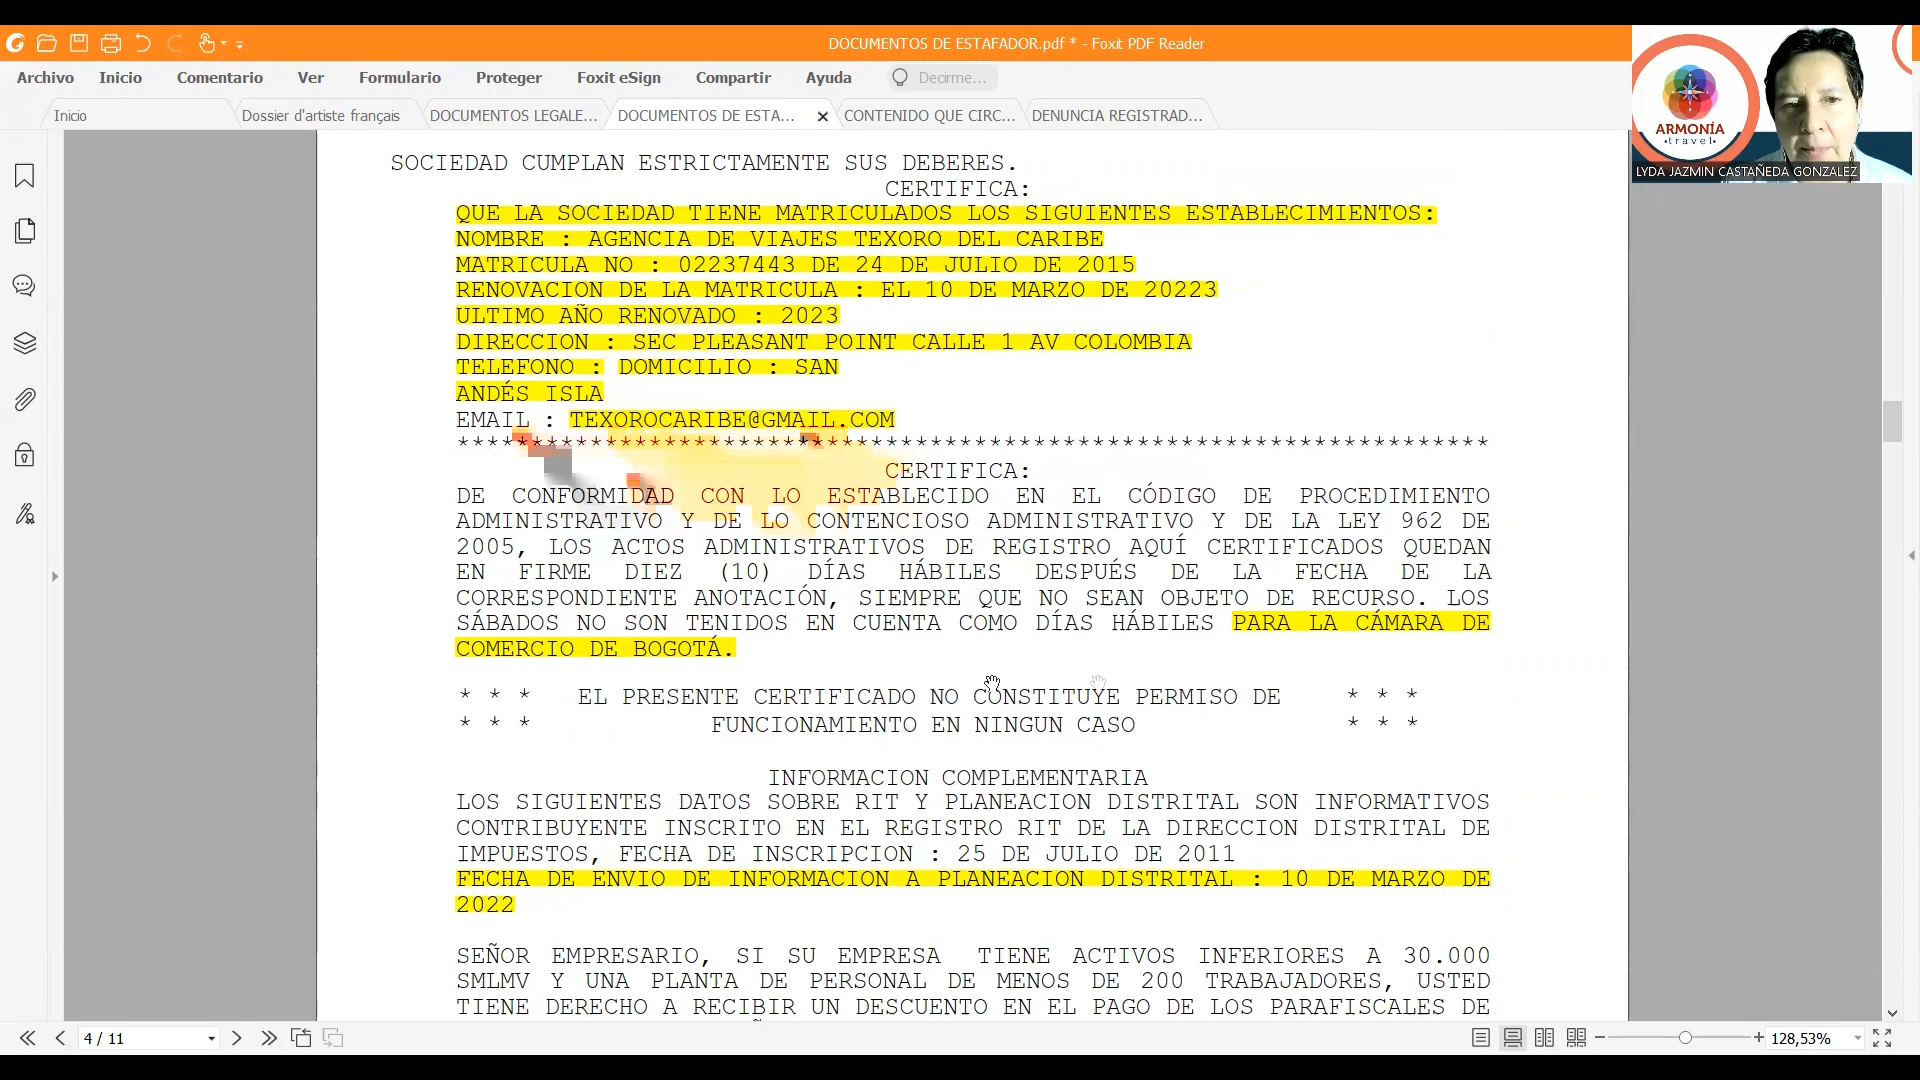 DOCUMENTOS DE ESTAFADOR.pdf * - Foxit PDF Reader
Archivo Inicio Comentario Ver Formulario Proteger Foxit eSign Compartir Ayuda Decirme...
Inicio Dossier d'artiste français DOCUMENTOS LEGALE... DOCUMENTOS DE ESTA... CONTENIDO QUE CIRC... DENUNCIA REGISTRAD...
ARMONÍA
travel
LYDA JAZMIN CASTAÑEDA GONZALEZ
SOCIEDAD CUMPLAN ESTRICTAMENTE SUS DEBERES.
CERTIFICA:
QUE LA SOCIEDAD TIENE MATRICULADOS LOS SIGUIENTES ESTABLECIMIENTOS:
NOMBRE : AGENCIA DE VIAJES TEXORO DEL CARIBE
MATRICULA NO : 02237443 DE 24 DE JULIO DE 2015
RENOVACION DE LA MATRICULA : EL 10 DE MARZO DE 20223
ULTIMO AÑO RENOVADO : 2023
DIRECCION : SEC PLEASANT POINT CALLE 1 AV COLOMBIA
TELEFONO : DOMICILIO : SAN
ANDÉS ISLA
EMAIL : TEXOROCARIBE@GMAIL.COM
**********************************************************************
CERTIFICA:
DE CONFORMIDAD CON LO ESTABLECIDO EN EL CÓDIGO DE PROCEDIMIENTO
ADMINISTRATIVO Y DE LO CONTENCIOSO ADMINISTRATIVO Y DE LA LEY 962 DE
2005, LOS ACTOS ADMINISTRATIVOS DE REGISTRO AQUÍ CERTIFICADOS QUEDAN
EN FIRME DIEZ (10) DÍAS HÁBILES DESPUÉS DE LA FECHA DE LA
CORRESPONDIENTE ANOTACIÓN, SIEMPRE QUE NO SEAN OBJETO DE RECURSO. LOS
SÁBADOS NO SON TENIDOS EN CUENTA COMO DÍAS HÁBILES PARA LA CÁMARA DE
COMERCIO DE BOGOTÁ.
* * * EL PRESENTE CERTIFICADO NO CONSTITUYE PERMISO DE * * *
* * * FUNCIONAMIENTO EN NINGUN CASO * * *
INFORMACION COMPLEMENTARIA
LOS SIGUIENTES DATOS SOBRE RIT Y PLANEACION DISTRITAL SON INFORMATIVOS
CONTRIBUYENTE INSCRITO EN EL REGISTRO RIT DE LA DIRECCION DISTRITAL DE
IMPUESTOS, FECHA DE INSCRIPCION : 25 DE JULIO DE 2011
FECHA DE ENVIO DE INFORMACION A PLANEACION DISTRITAL : 10 DE MARZO DE
2022
SEÑOR EMPRESARIO, SI SU EMPRESA TIENE ACTIVOS INFERIORES A 30.000
SMLMV Y UNA PLANTA DE PERSONAL DE MENOS DE 200 TRABAJADORES, USTED
TIENE DERECHO A RECIBIR UN DESCUENTO EN EL PAGO DE LOS PARAFISCALES DE
4 / 11
128,53%